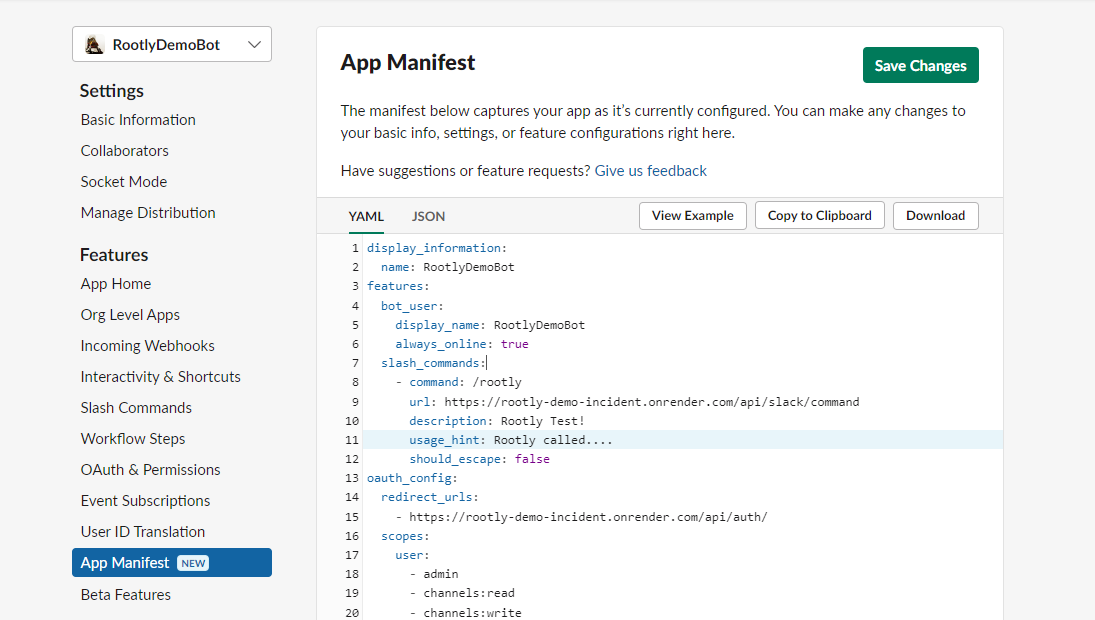 RootlyDemoBot
Settings
Basic Information
Collaborators
Socket Mode
Manage Distribution
Features
App Home
Org Level Apps
Incoming Webhooks
Interactivity & Shortcuts
Slash Commands
Workflow Steps
OAuth & Permissions
Event Subscriptions
User ID Translation
App Manifest NEW
Beta Features
App Manifest
Save Changes
The manifest below captures your app as it’s currently configured. You can make any changes to
your basic info, settings, or feature configurations right here.
Have suggestions or feature requests? Give us feedback
YAML JSON View Example Copy to Clipboard Download
1 display_information:
2   name: RootlyDemoBot
3 features:
4   bot_user:
5     display_name: RootlyDemoBot
6     always_online: true
7   slash_commands:
8     - command: /rootly
9       url: https://rootly-demo-incident.onrender.com/api/slack/command
10       description: Rootly Test!
11       usage_hint: Rootly called....
12       should_escape: false
13 oauth_config:
14   redirect_urls:
15     - https://rootly-demo-incident.onrender.com/api/auth/
16   scopes:
17     user:
18       - admin
19       - channels:read
20       - channels:write